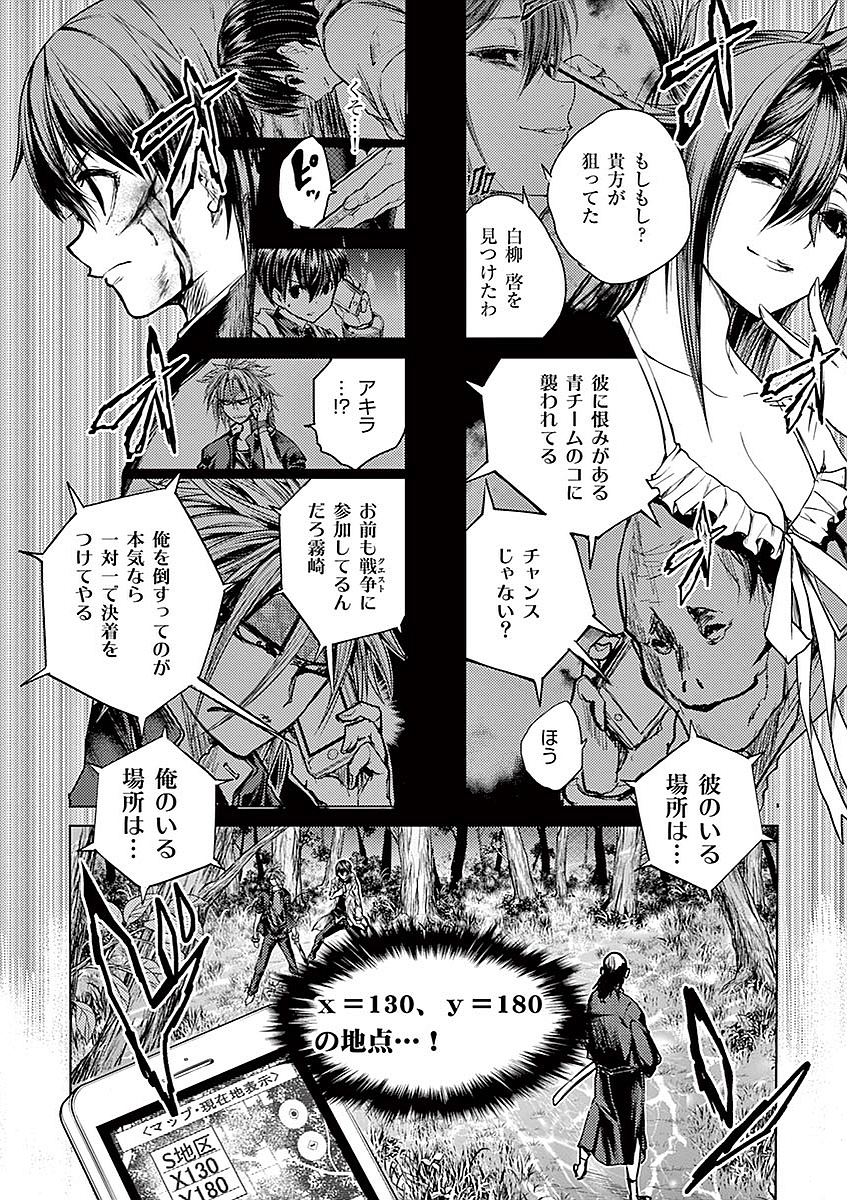 もしもし?
貴方が
狙ってた
白柳 啓を
見つけたわ
彼に恨みがある
青チームのコに
襲われてる
チャンス
じゃない?
ほう
彼のいる
場所は…
くそ…!
ピッ
アキラ
…!?
お前も戦争に
クエスト
参加してるん
だろ霧崎
俺を倒すってのが
本気なら
一対一で決着を
つけてやる
俺のいる
場所は…
x=130、y=180
の地点…!
<マップ・現在地表示>
S地区
X130
Y180